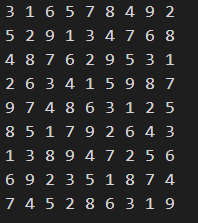 3 1 6 5 7 8 4 9 2
5 2 9 1 3 4 7 6 8
4 8 7 6 2 9 5 3 1
2 6 3 4 1 5 9 8 7
9 7 4 8 6 3 1 2 5
8 5 1 7 9 2 6 4 3
1 3 8 9 4 7 2 5 6
6 9 2 3 5 1 8 7 4
7 4 5 2 8 6 3 1 9